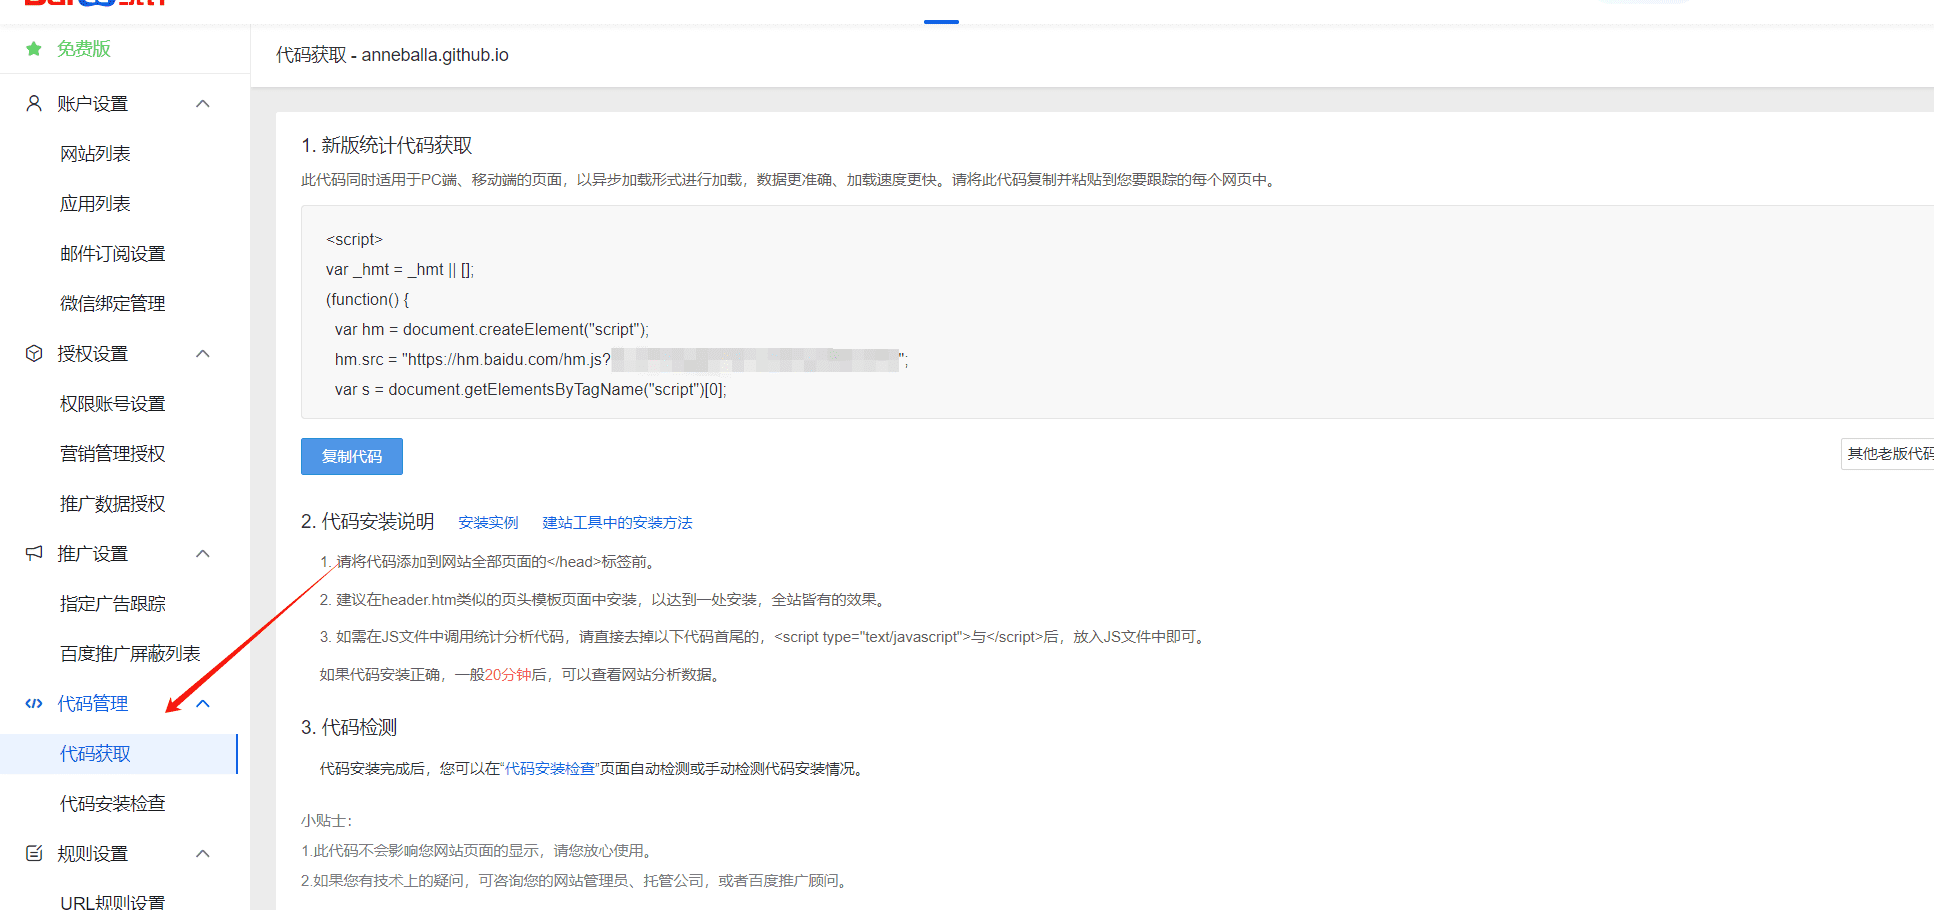 免费版
账户设置
网站列表
应用列表
邮件订阅设置
微信绑定管理
授权设置
权限账号设置
营销管理授权
推广数据授权
推广设置
指定广告跟踪
百度推广屏蔽列表
代码管理
代码获取
代码安装检查
规则设置
URL规则设置
代码获取 - anneballa.github.io
1. 新版统计代码获取
此代码同时适用于PC端、移动端的页面，以异步加载形式进行加载，数据更准确、加载速度更快。请将此代码复制并粘贴到您要跟踪的每个网页中。
<script>
var _hmt = _hmt || [];
(function() {
var hm = document.createElement("script");
hm.src = "https://hm.baidu.com/hm.js?";
var s = document.getElementsByTagName("script")[0];
复制代码
其他老版代码
2. 代码安装说明 安装实例 建站工具中的安装方法
1. 请将代码添加到网站全部页面的</head>标签前。
2. 建议在header.htm类似的页头模板页面中安装，以达到一处安装，全站皆有的效果。
3. 如需在JS文件中调用统计分析代码，请直接去掉以下代码首尾的，<script type="text/javascript">与</script>后，放入JS文件中即可。
如果代码安装正确，一般20分钟后，可以查看网站分析数据。
3. 代码检测
代码安装完成后，您可以在“代码安装检查”页面自动检测或手动检测代码安装情况。
小贴士：
1.此代码不会影响您网站页面的显示，请您放心使用。
2.如果您有技术上的疑问，可咨询您的网站管理员、托管公司，或者百度推广顾问。